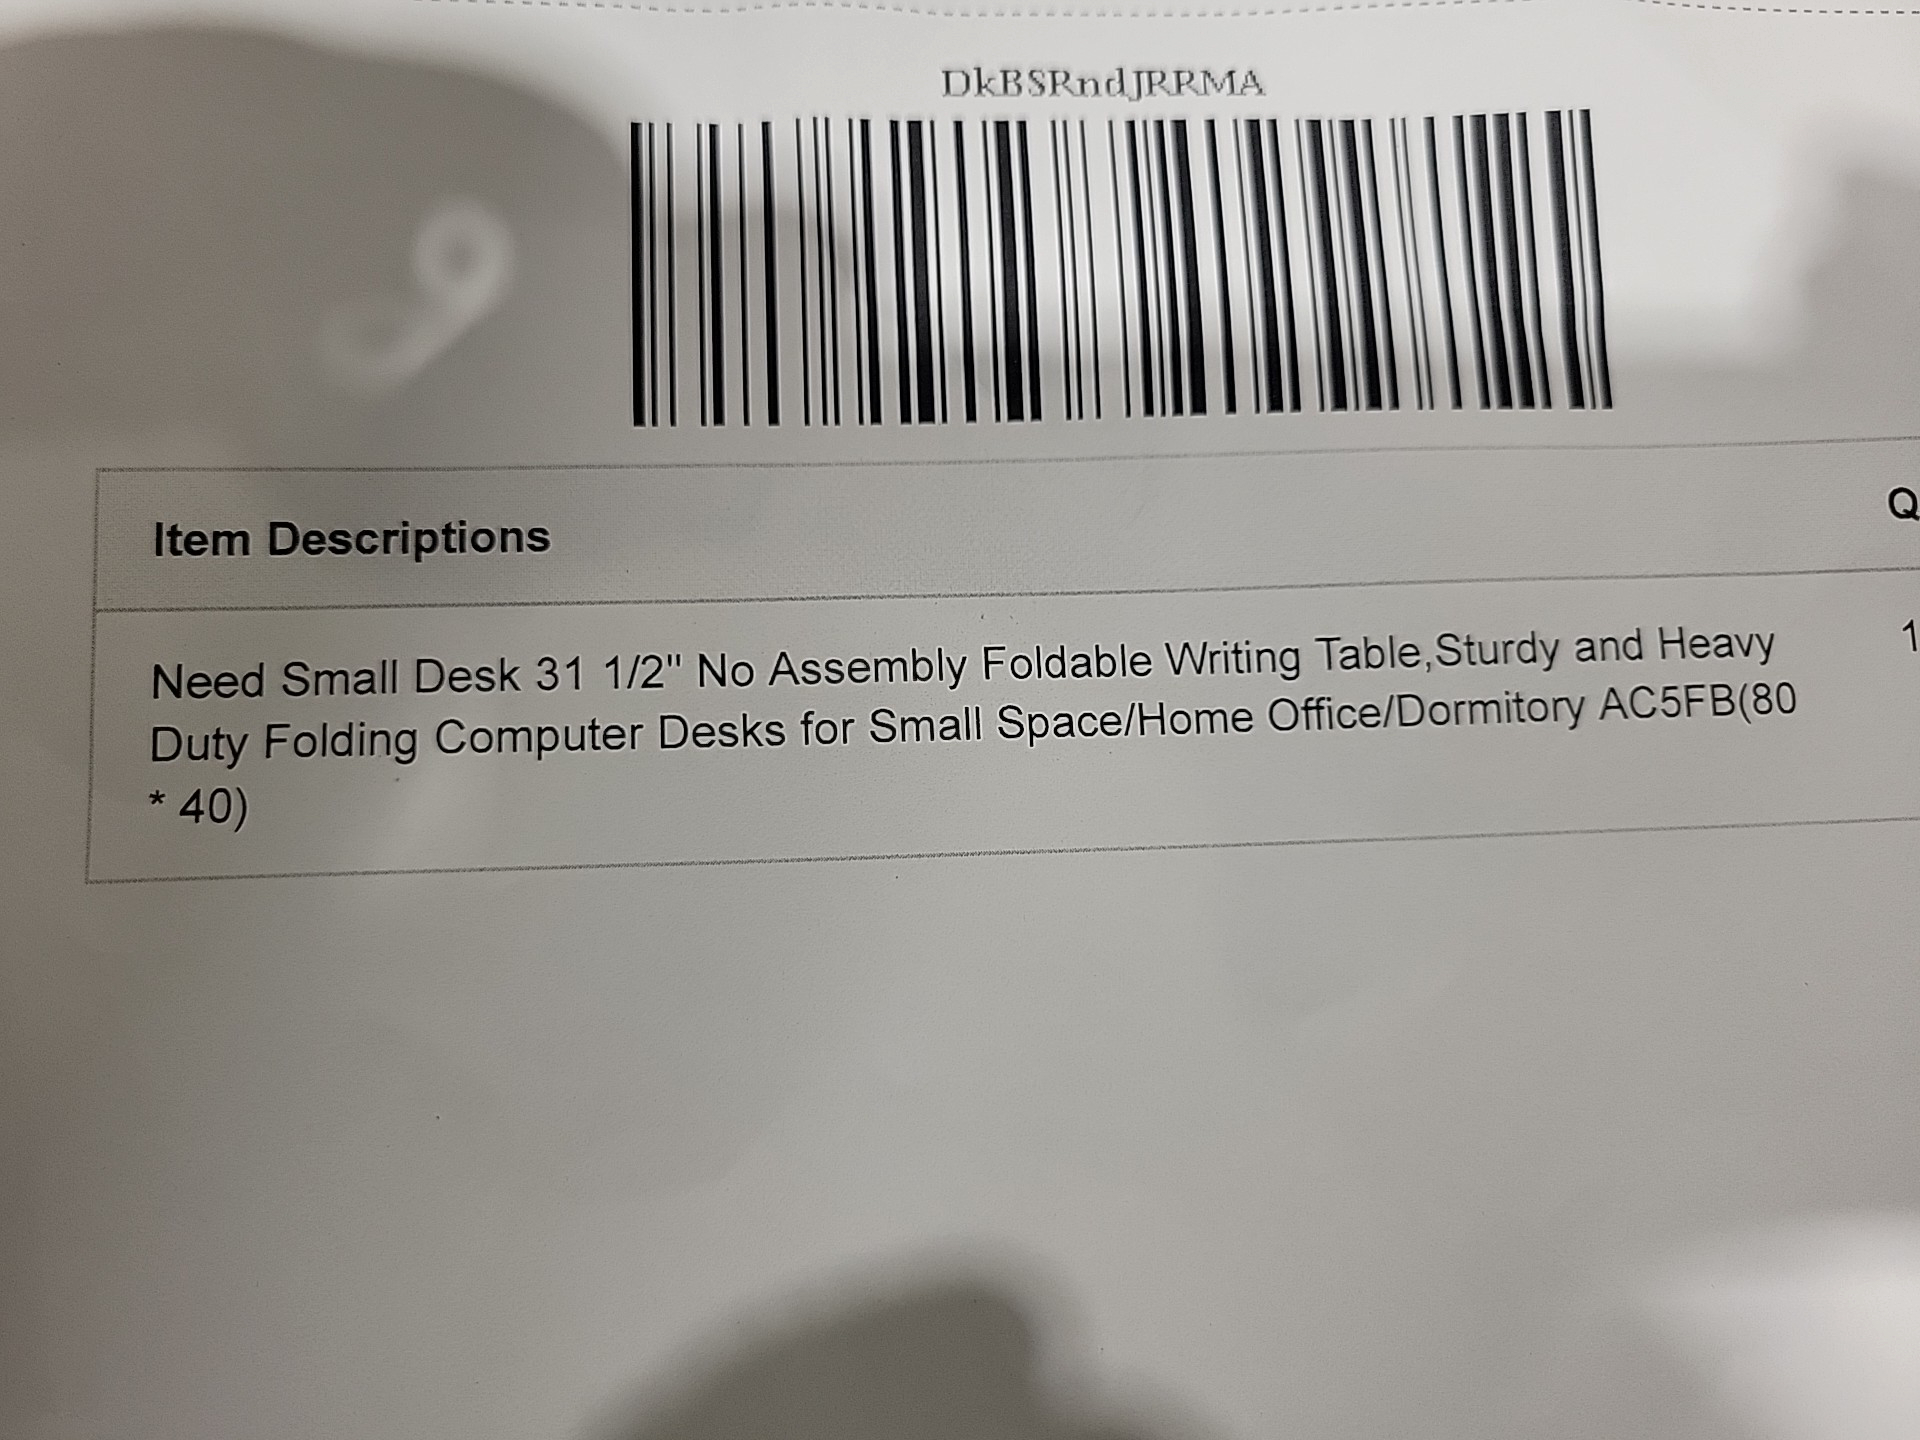 DkBSRndJRRMA
Item Descriptions
Q
Need Small Desk 31 1/2" No Assembly Foldable Writing Table,Sturdy and Heavy
1
Duty Folding Computer Desks for Small Space/Home Office/Dormitory AC5FB(80
* 40)